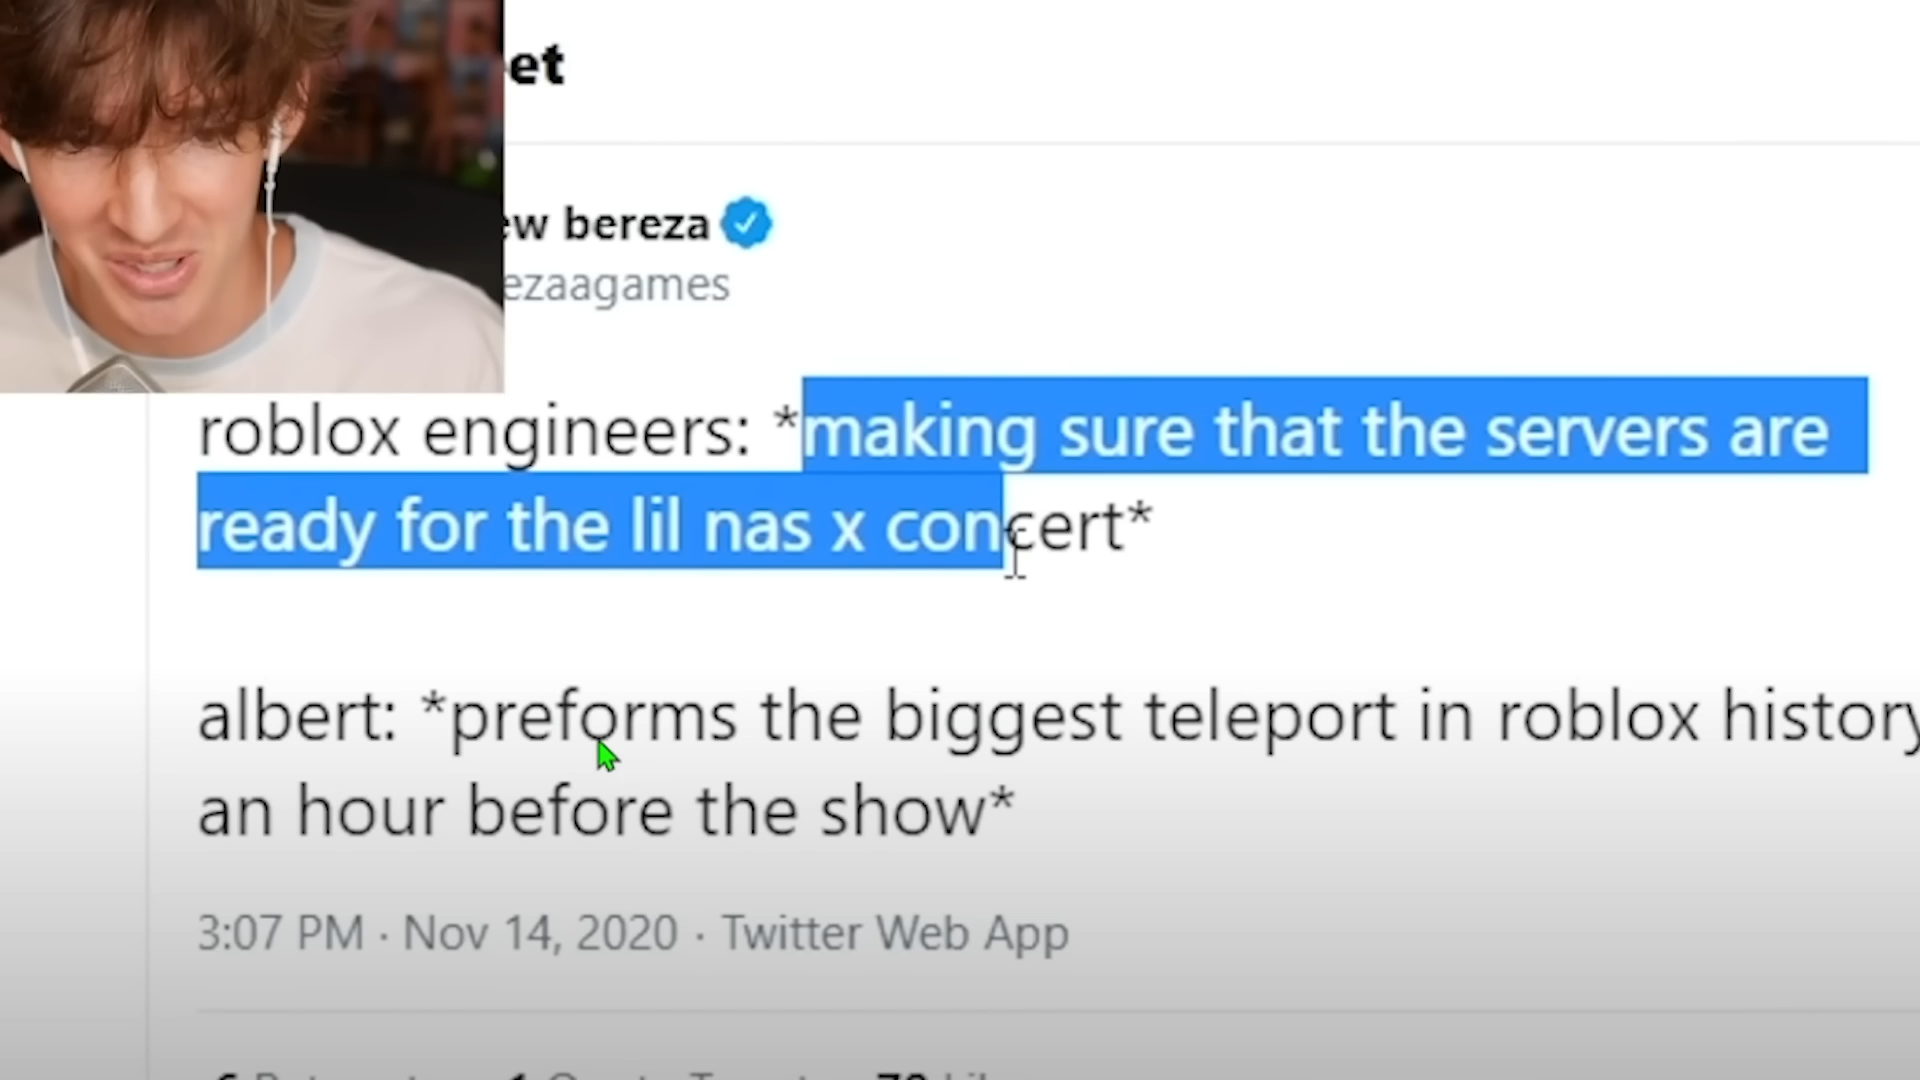 et
ew bereza
ezaagames
roblox engineers: *making sure that the servers are
ready for the lil nas x concert*
albert: *preforms the biggest teleport in roblox history
an hour before the show*
3:07 PM · Nov 14, 2020 · Twitter Web App